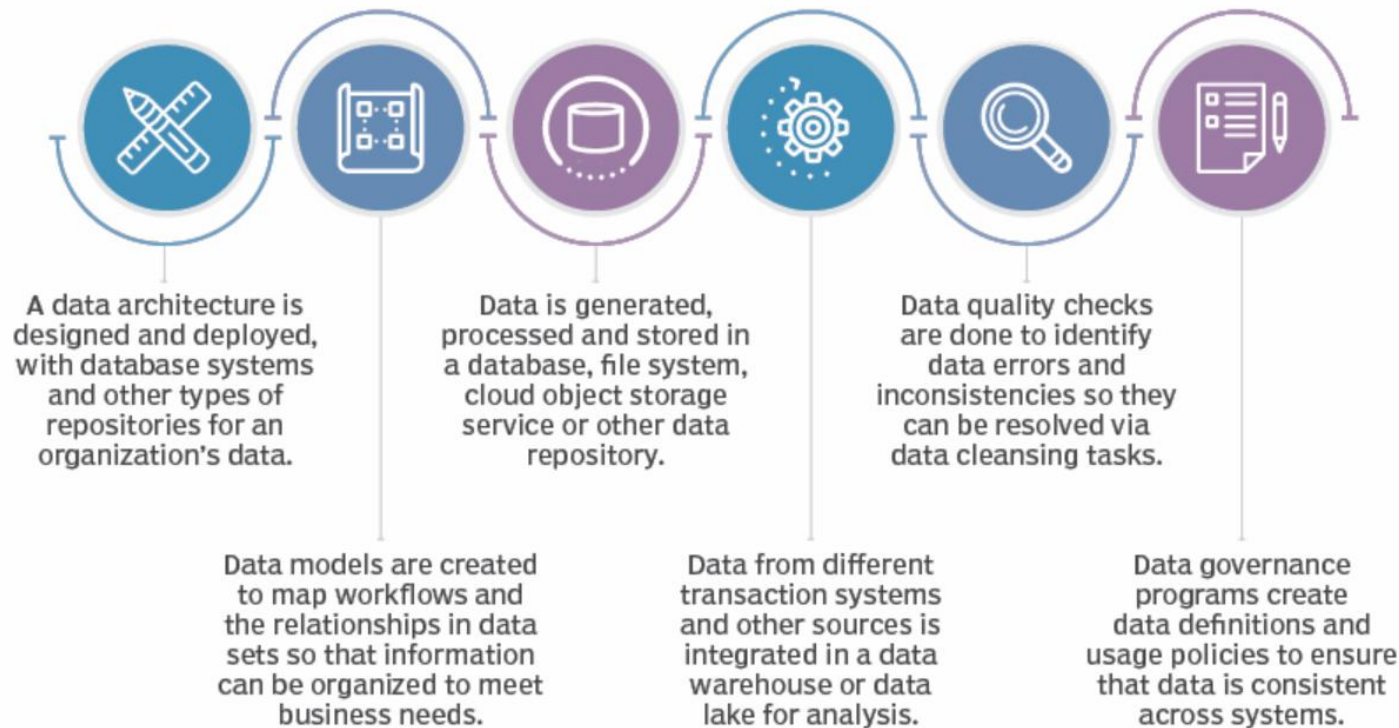 A data architecture is
designed and deployed,
with database systems
and other types of
repositories for an
organization's data.
Data models are created
to map workflows and
the relationships in data
sets so that information
can be organized to meet
business needs.
Data is generated,
processed and stored in
a database, file system,
cloud object storage
service or other data
repository.
Data from different
transaction systems
and other sources is
integrated in a data
warehouse or data
lake for analysis.
Data quality checks
are done to identify
data errors and
inconsistencies so they
can be resolved via
data cleansing tasks.
Data governance
programs create
data definitions and
usage policies to ensure
that data is consistent
across systems.